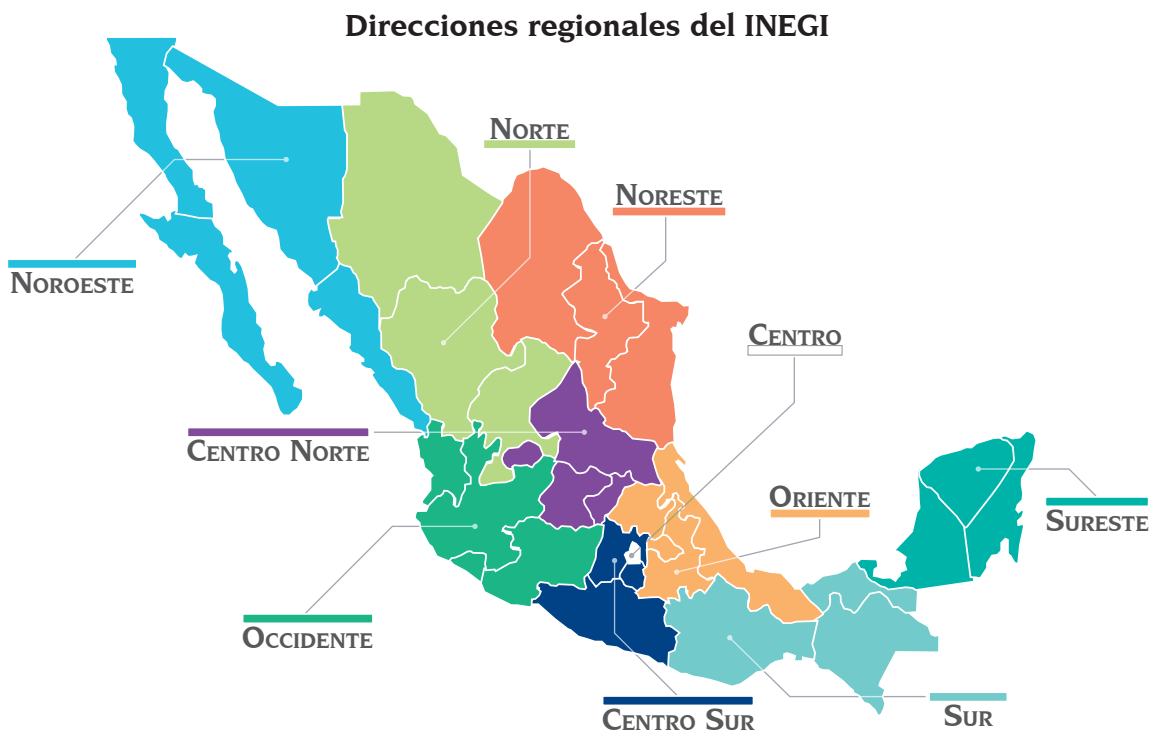 Direcciones regionales del INEGI
Norte
Noreste
Noroeste
Centro
Centro Norte
Oriente
Sureste
Occidente
Centro Sur
Sur